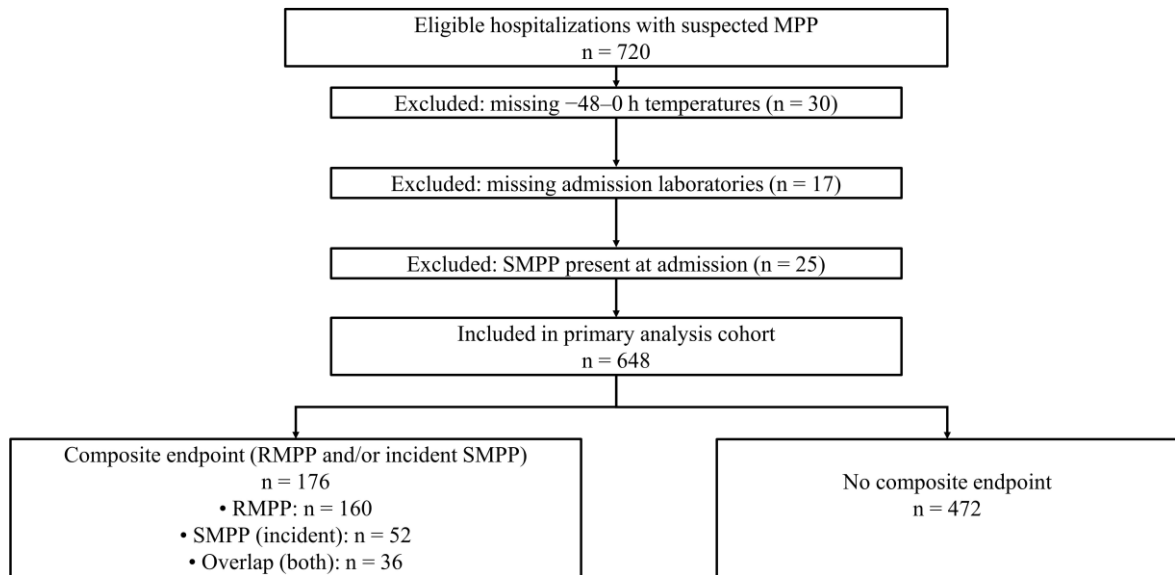 Eligible hospitalizations with suspected MPP
n = 720
Excluded: missing −48–0 h temperatures (n = 30)
Excluded: missing admission laboratories (n = 17)
Excluded: SMPP present at admission (n = 25)
Included in primary analysis cohort
n = 648
Composite endpoint (RMPP and/or incident SMPP)
n = 176
• RMPP: n = 160
• SMPP (incident): n = 52
• Overlap (both): n = 36
No composite endpoint
n = 472